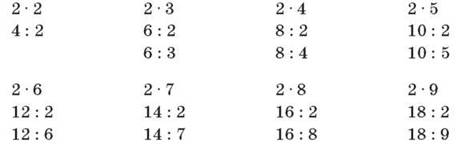 2 · 2 2 · 3 2 · 4 2 · 5
4 : 2 6 : 2 8 : 2 10 : 2
6 : 3 8 : 4 10 : 5
2 · 6 2 · 7 2 · 8 2 · 9
12 : 2 14 : 2 16 : 2 18 : 2
12 : 6 14 : 7 16 : 8 18 : 9